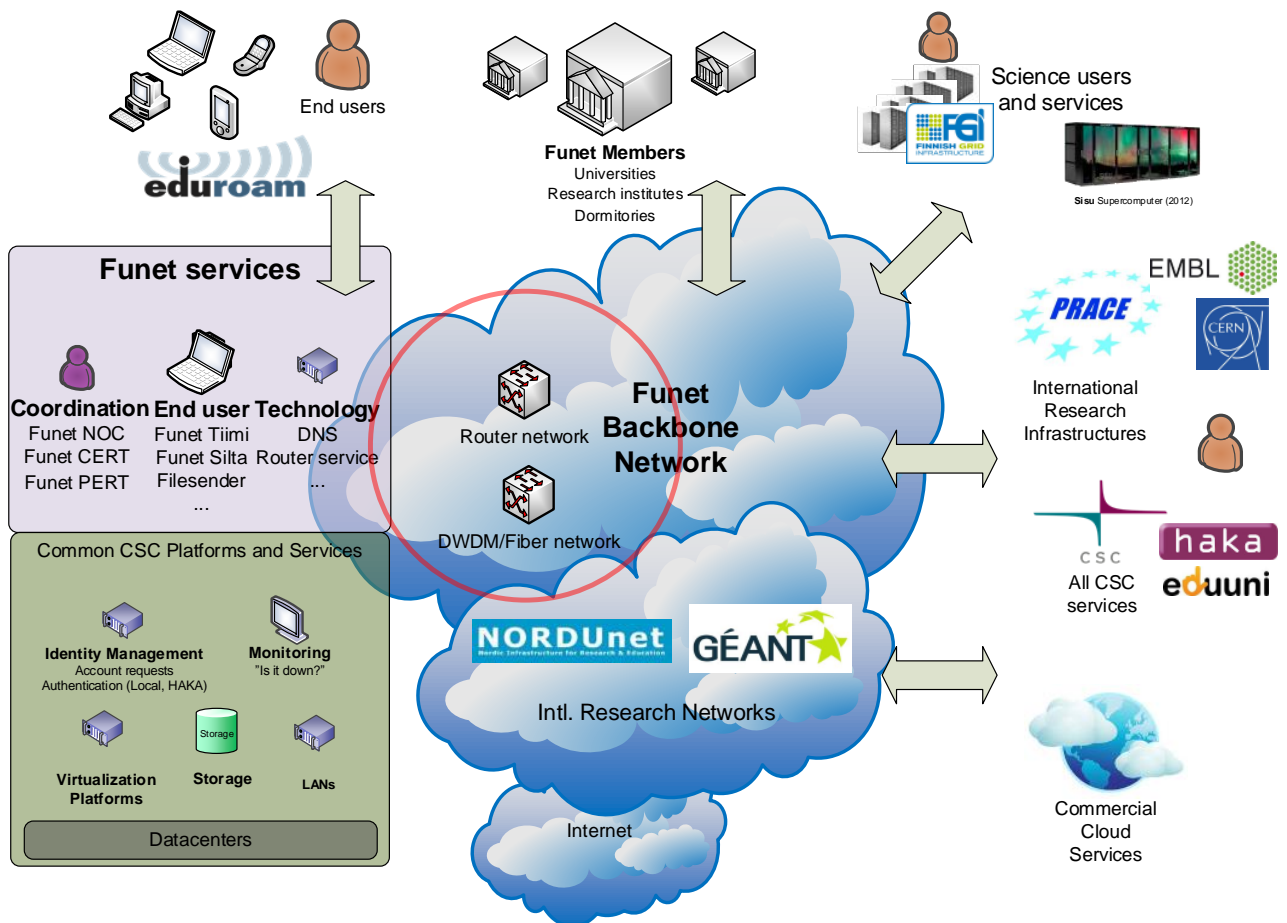 End users
eduroam
Funet Members
Universities
Research institutes
Dormitories
Science users
and services
FGI
FINNISH GRID
INFRASTRUCTURE
Sisu Supercomputer (2012)
Funet services
Coordination
Funet NOC
Funet CERT
Funet PERT
End user
Funet Tiimi
Funet Silta
Filesender
...
Technology
DNS
Router service
...
Router network
Funet
Backbone
Network
DWDM/Fiber network
EMBL
PRACE
CERN
International
Research
Infrastructures
CSC
All CSC
services
haka
eduuni
Common CSC Platforms and Services
Identity Management
Account requests
Authentication (Local, HAKA)
Monitoring
"Is it down?"
Virtualization
Platforms
Storage
Storage
LANs
Datacenters
NORDUnet
Nordic Infrastructure for Research & Education
GÉANT
Intl. Research Networks
Internet
Commercial
Cloud
Services